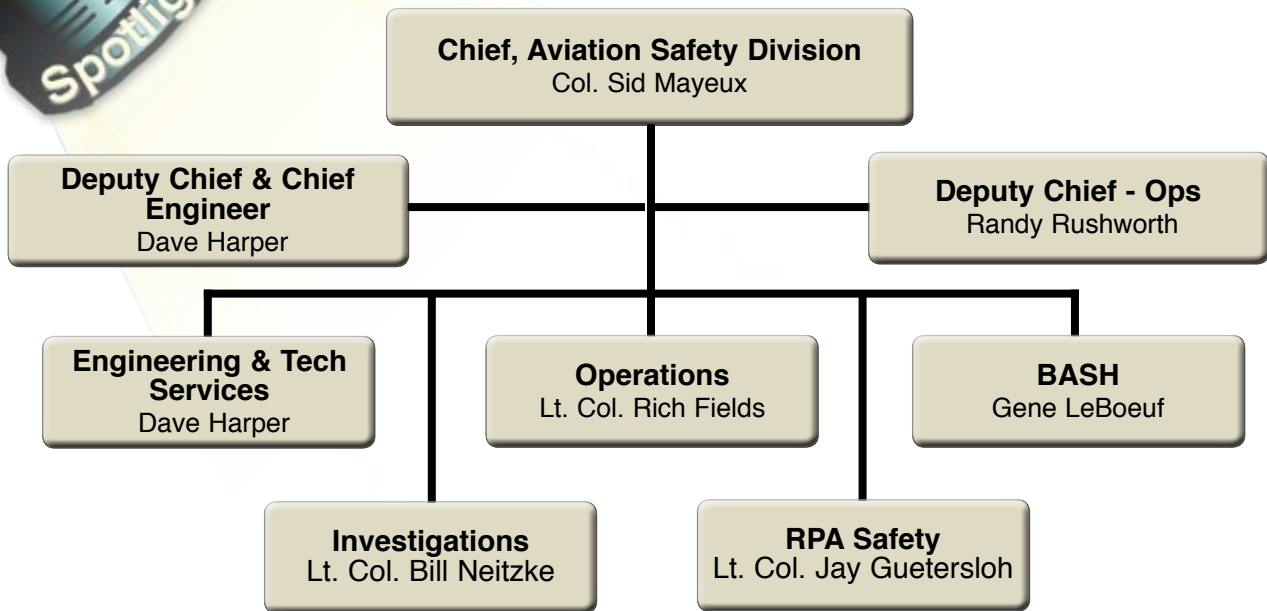 Spotlig
Chief, Aviation Safety Division
Col. Sid Mayeux
Deputy Chief & Chief
Engineer
Dave Harper
Deputy Chief - Ops
Randy Rushworth
Engineering & Tech
Services
Dave Harper
Operations
Lt. Col. Rich Fields
BASH
Gene LeBoeuf
Investigations
Lt. Col. Bill Neitzke
RPA Safety
Lt. Col. Jay Guetersloh